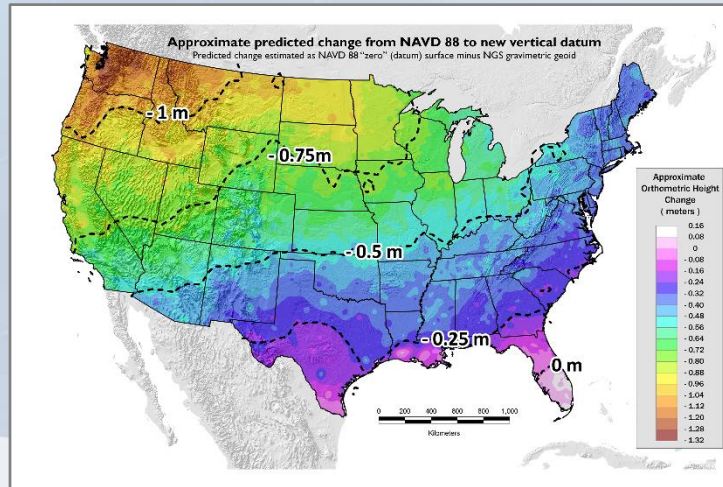 Approximate predicted change from NAVD 88 to new vertical datum
Predicted change estimated as NAVD 88 "zero" (datum) surface minus NGS gravimetric geoid
- 1 m
- 0.75m
- 0.5 m
- 0.25 m
0 m
0 200 400 600 800 1,000
Kilometers
Approximate
Orthometric Height
Change
( meters )
0.16
0.08
0
- 0.08
- 0.16
- 0.24
- 0.32
- 0.40
- 0.48
- 0.56
- 0.64
- 0.72
- 0.80
- 0.88
- 0.96
- 1.04
- 1.12
- 1.20
- 1.28
- 1.32